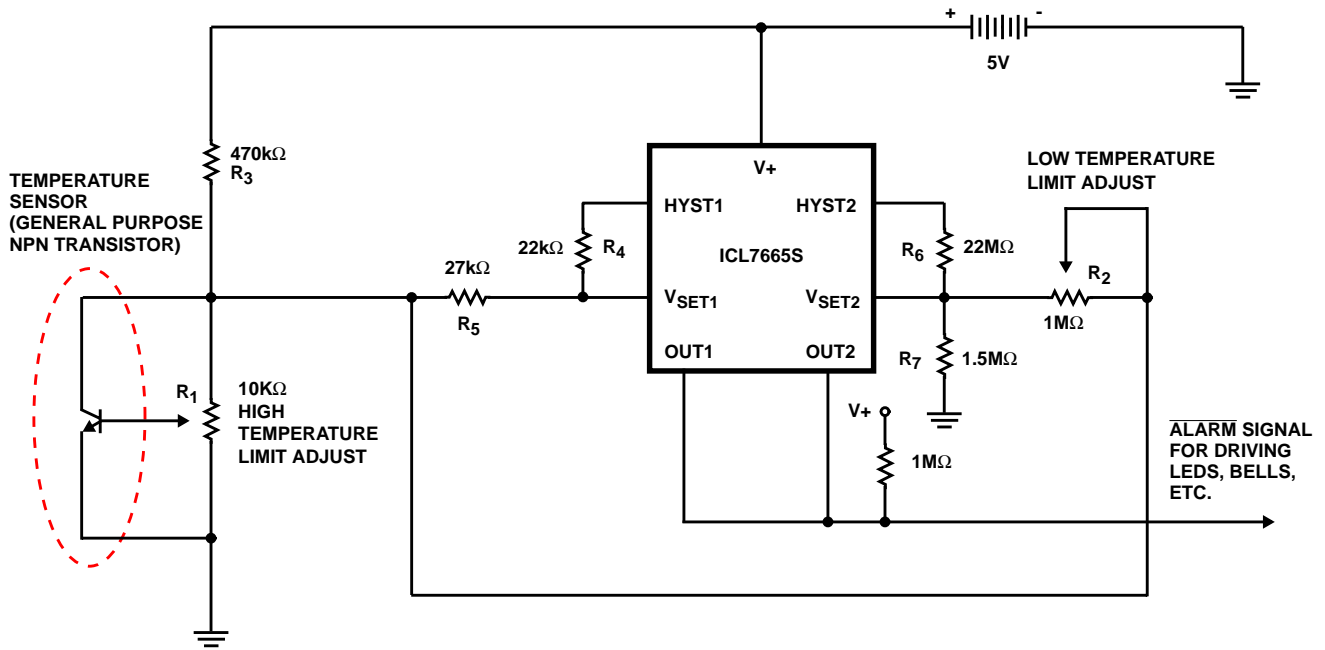 + -
5V
470kΩ
R3
TEMPERATURE
SENSOR
(GENERAL PURPOSE
NPN TRANSISTOR)
V+
LOW TEMPERATURE
LIMIT ADJUST
HYST1
HYST2
22kΩ
R4
ICL7665S
R6
22MΩ
27kΩ
R5
VSET1
VSET2
R2
1MΩ
OUT1
OUT2
R7
1.5MΩ
R1
10KΩ
HIGH
TEMPERATURE
LIMIT ADJUST
V+
1MΩ
ALARM SIGNAL
FOR DRIVING
LEDS, BELLS,
ETC.